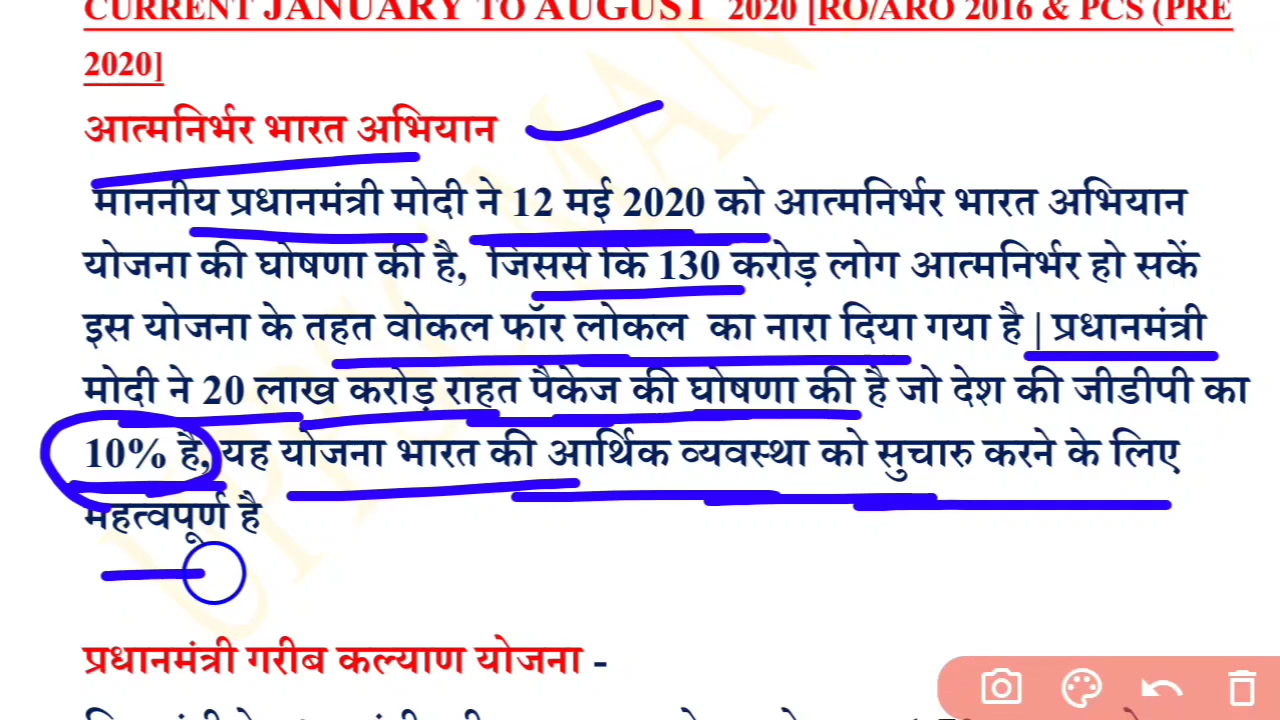 CURRENT JANUARY TO AUGUST 2020 [RO/ARO 2016 & PCS (PRE
2020]
आत्मनिर्भर भारत अभियान
माननीय प्रधानमंत्री मोदी ने 12 मई 2020 को आत्मनिर्भर भारत अभियान
योजना की घोषणा की है, जिससे कि 130 करोड़ लोग आत्मनिर्भर हो सकें
इस योजना के तहत वोकल फॉर लोकल का नारा दिया गया है | प्रधानमंत्री
मोदी ने 20 लाख करोड़ राहत पैकेज की घोषणा की है जो देश की जीडीपी का
10% है, यह योजना भारत की आर्थिक व्यवस्था को सुचारु करने के लिए
महत्वपूर्ण है
प्रधानमंत्री गरीब कल्याण योजना -